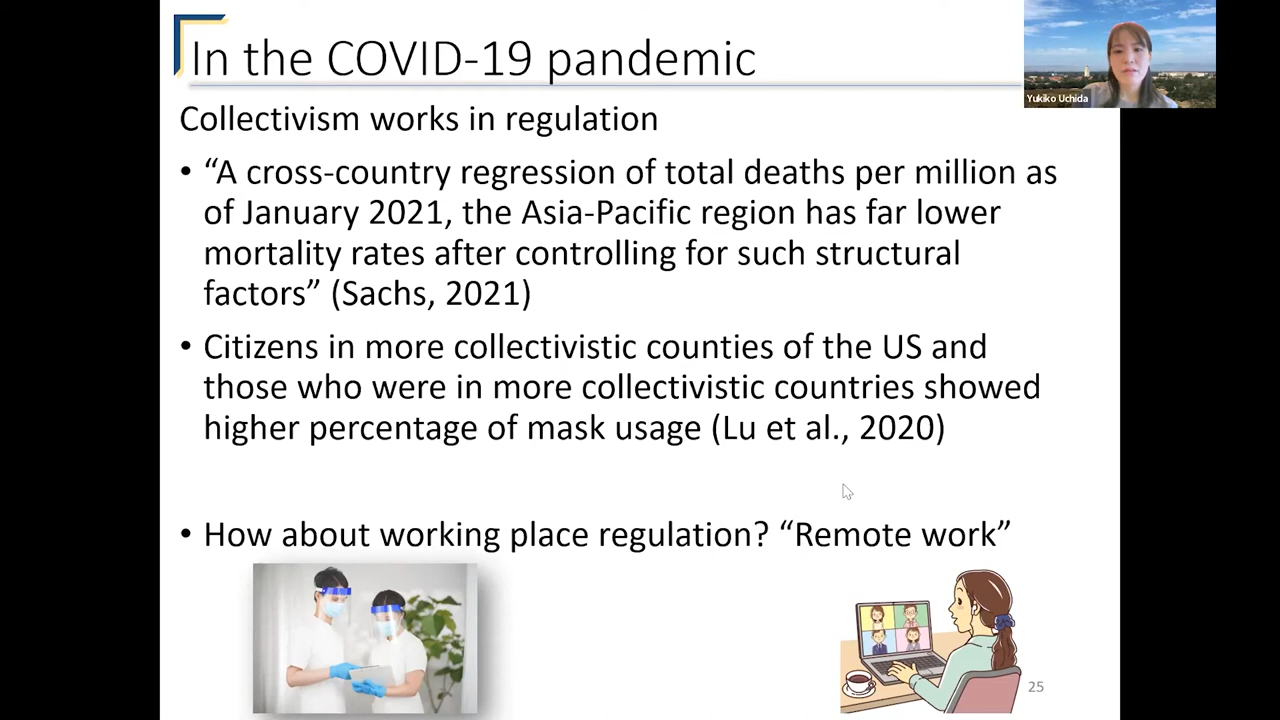 In the COVID-19 pandemic
Yukiko Uchida
Collectivism works in regulation
• “A cross-country regression of total deaths per million as
of January 2021, the Asia-Pacific region has far lower
mortality rates after controlling for such structural
factors” (Sachs, 2021)
• Citizens in more collectivistic counties of the US and
those who were in more collectivistic countries showed
higher percentage of mask usage (Lu et al., 2020)
• How about working place regulation? “Remote work”
25